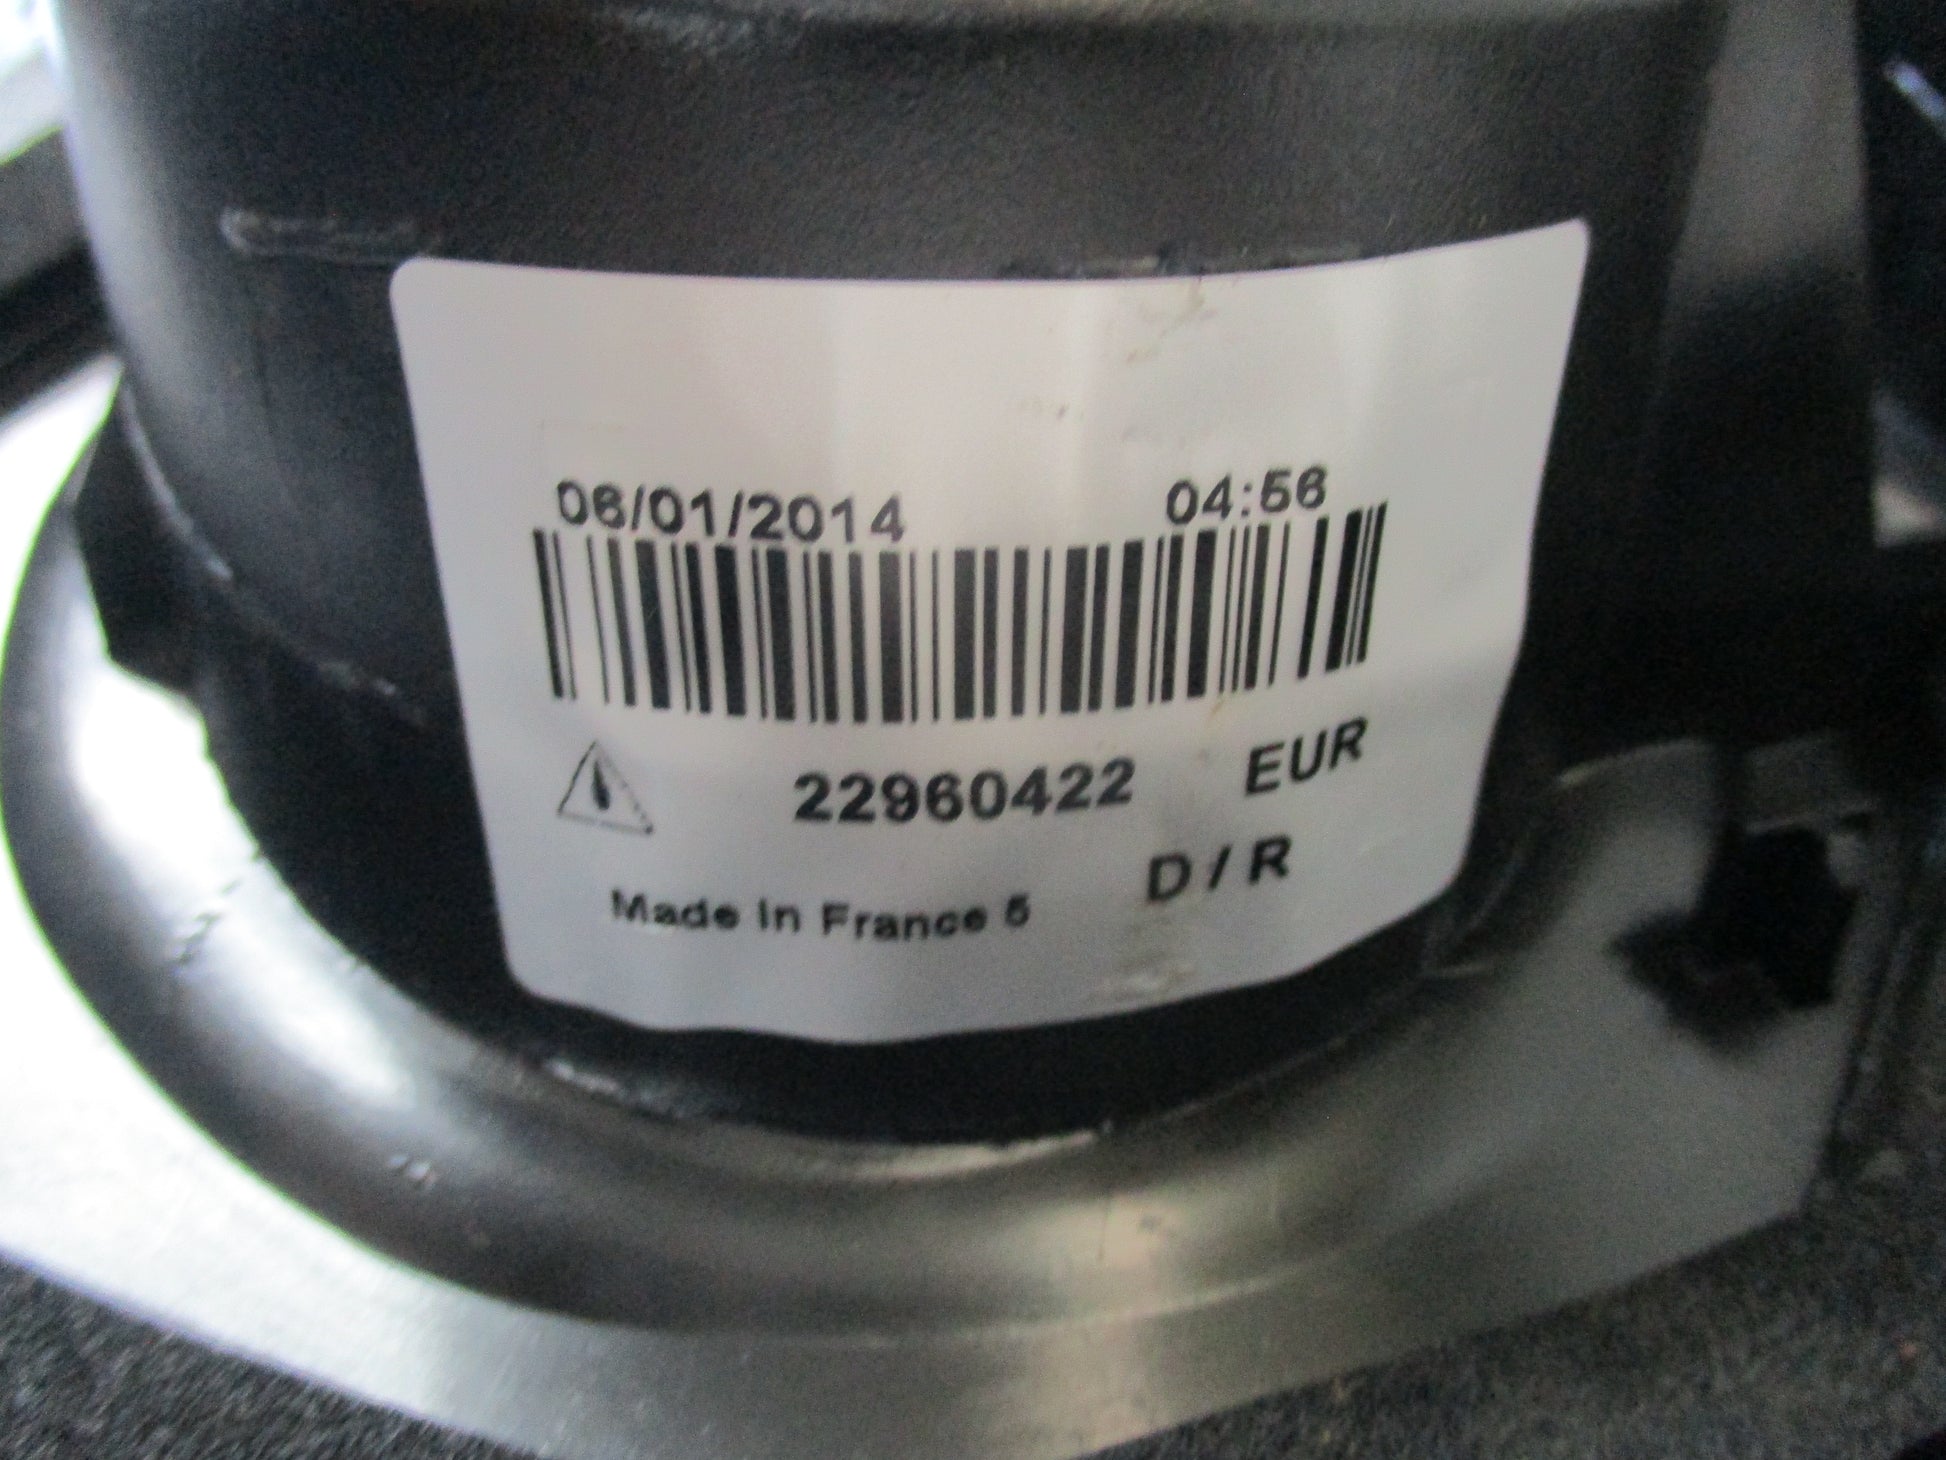 06/01/2014 04:56
22960422 EUR
Made in France 5 D / R